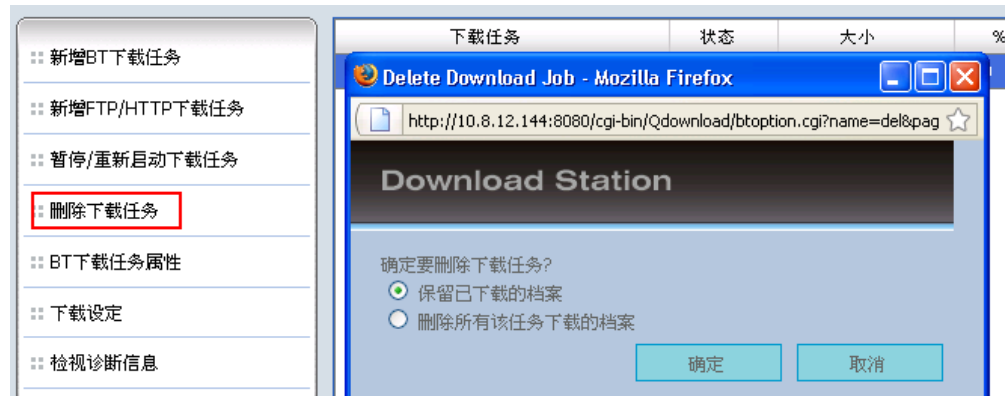 新增BT下载任务
新增FTP/HTTP下载任务
暂停/重新启动下载任务
删除下载任务
BT下载任务属性
下载设定
检视诊断信息
下载任务 状态 大小 %
Delete Download Job - Mozilla Firefox
http://10.8.12.144:8080/cgi-bin/Qdownload/btoption.cgi?name=del&pag
Download Station
确定要删除下载任务?
保留已下载的档案
删除所有该任务下载的档案
确定 取消